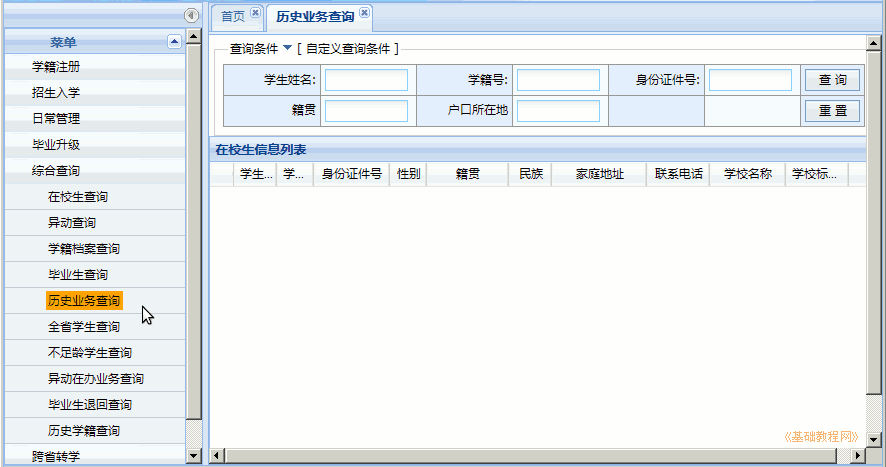 首页 历史业务查询
菜单
学籍注册
招生入学
日常管理
毕业升级
综合查询
在校生查询
异动查询
学籍档案查询
毕业生查询
历史业务查询
全省学生查询
不足龄学生查询
异动在办业务查询
毕业生退回查询
历史学籍查询
跨省转学
查询条件 [ 自定义查询条件 ]
学生姓名: 学籍号: 身份证件号: 查 询
籍贯 户口所在地 重 置
在校生信息列表
学生... 学... 身份证件号 性别 籍贯 民族 家庭地址 联系电话 学校名称 学校标...
《基础教程网》